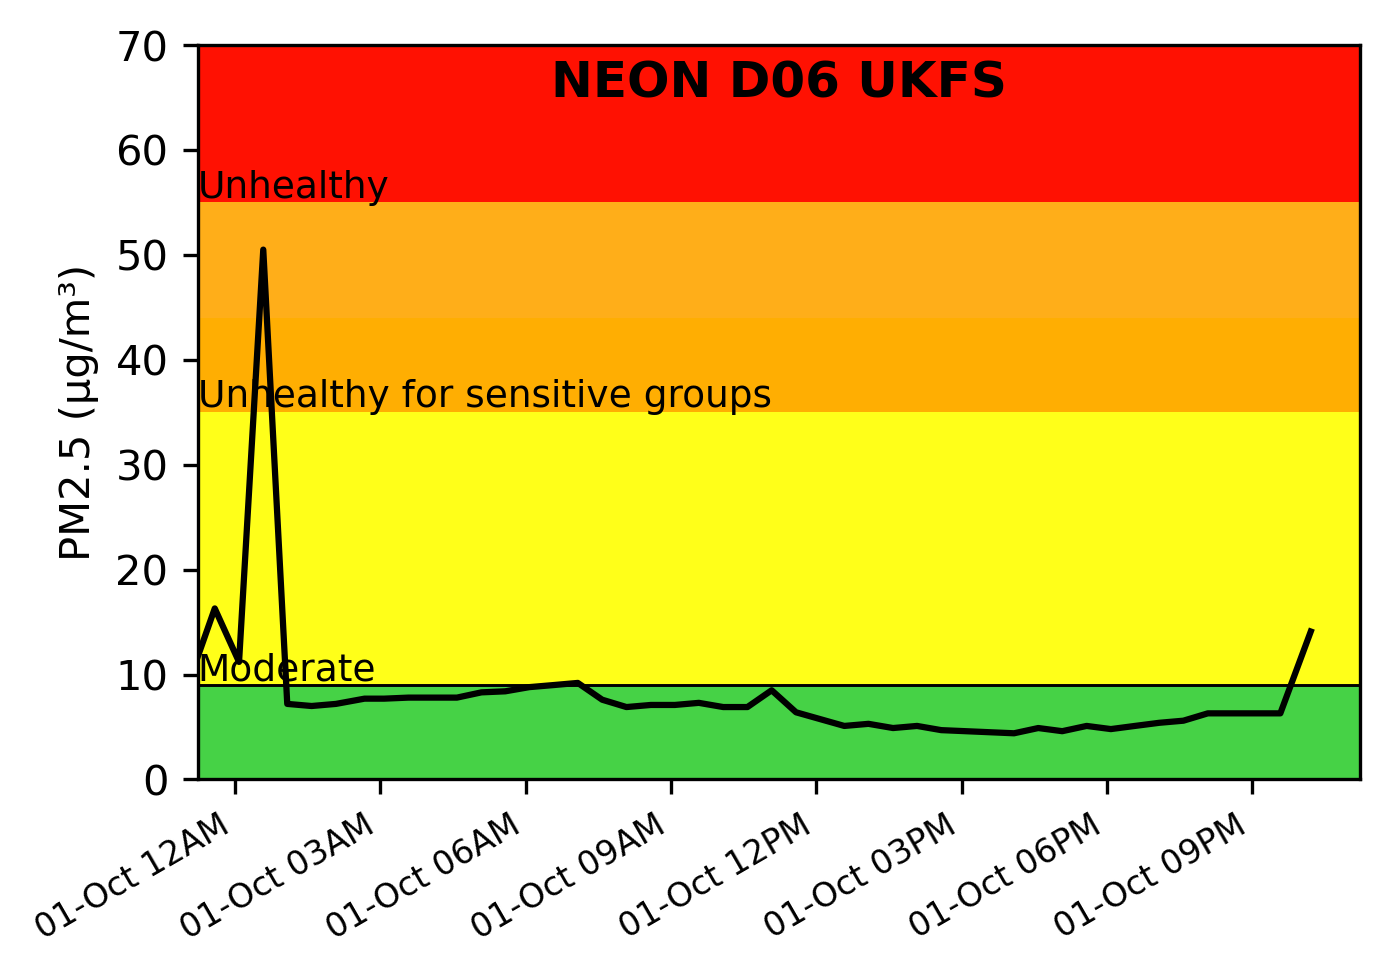 NEON D06 UKFS
70
60
50
40
30
20
10
0
PM2.5 (µg/m³)
Unhealthy
Unhealthy for sensitive groups
Moderate
01-Oct 12AM
01-Oct 03AM
01-Oct 06AM
01-Oct 09AM
01-Oct 12PM
01-Oct 03PM
01-Oct 06PM
01-Oct 09PM